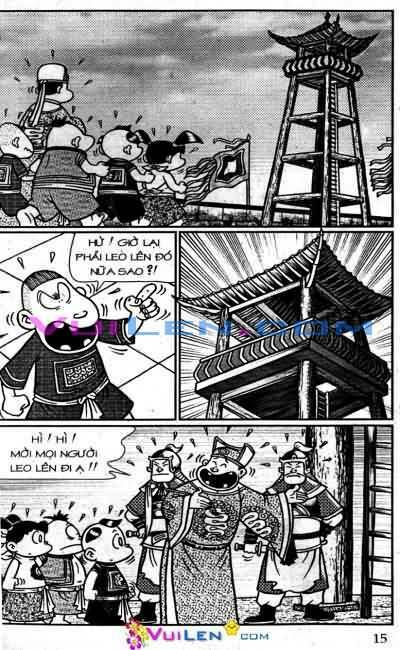 HỬ! GIỜ LẠI
PHẢI LEO LÊN ĐÓ
NỮA SAO?!
VUILEN.COM
HÌ! HÌ!
MỜI MỌI NGƯỜI
LEO LÊN ĐI Ạ!!
15
VUILEN.COM